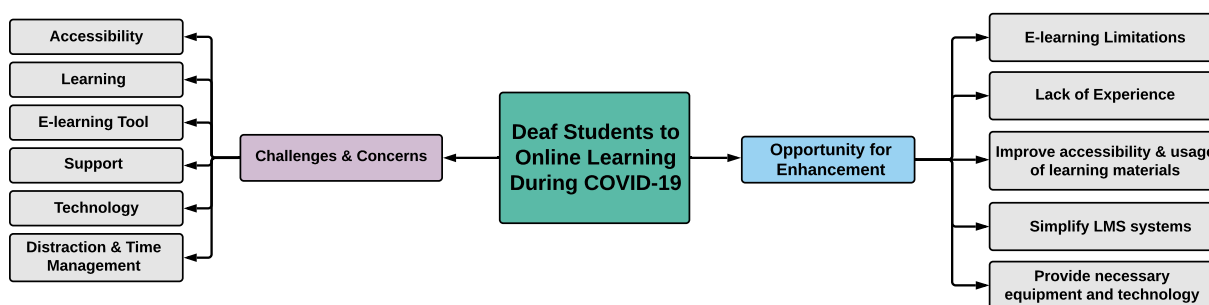 Accessibility
Learning
E-learning Tool
Support
Technology
Distraction & Time
Management
Challenges & Concerns
Deaf Students to
Online Learning
During COVID-19
Opportunity for
Enhancement
E-learning Limitations
Lack of Experience
Improve accessibility & usage
of learning materials
Simplify LMS systems
Provide necessary
equipment and technology